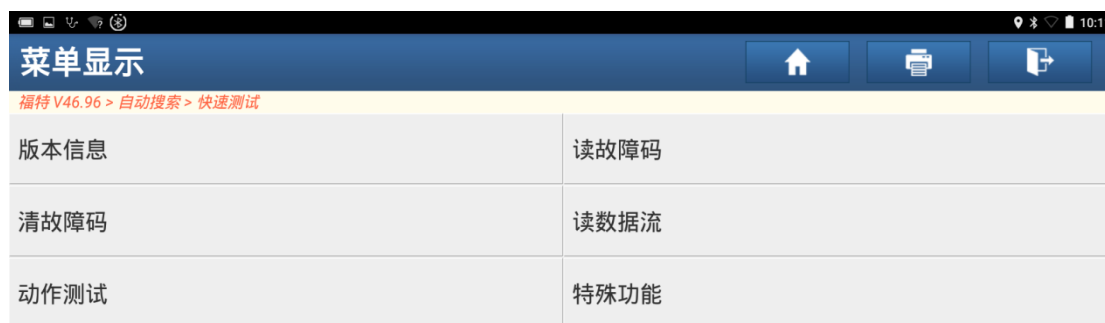 10:1
菜单显示
福特 V46.96 > 自动搜索 > 快速测试
版本信息
读故障码
清故障码
读数据流
动作测试
特殊功能